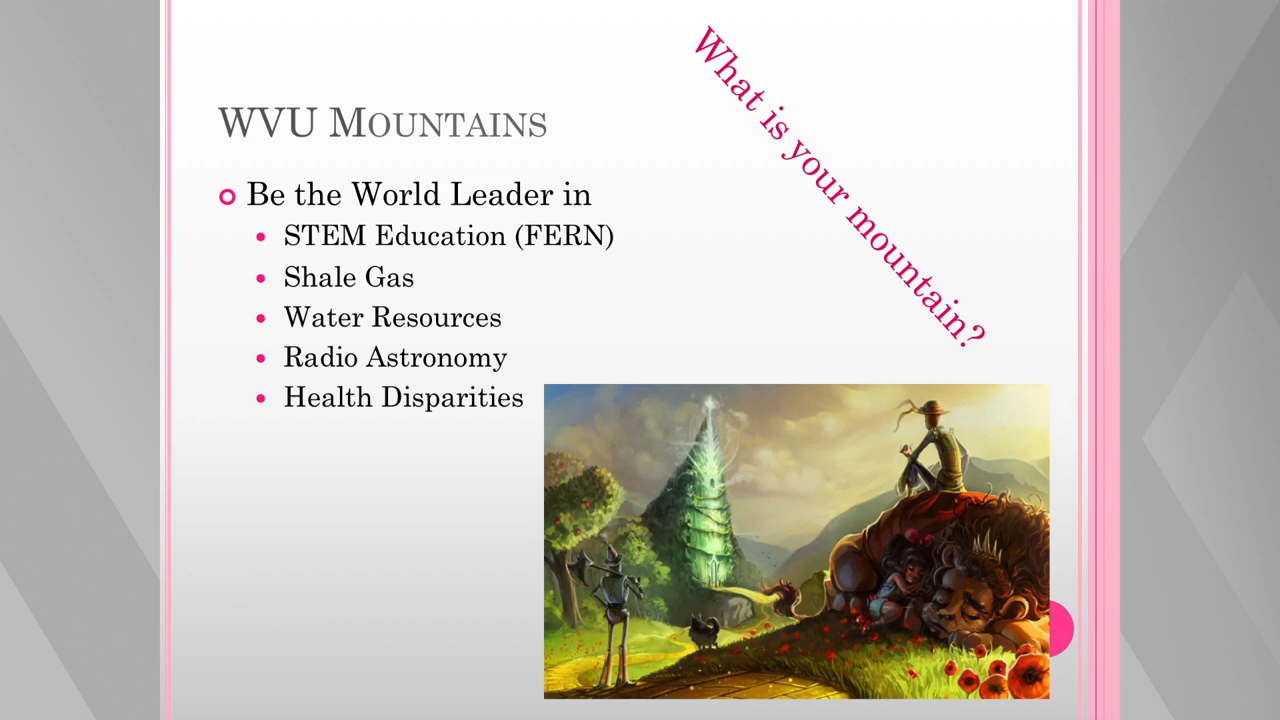 WVU MOUNTAINS
Be the World Leader in
STEM Education (FERN)
Shale Gas
Water Resources
Radio Astronomy
Health Disparities
What is your mountain?